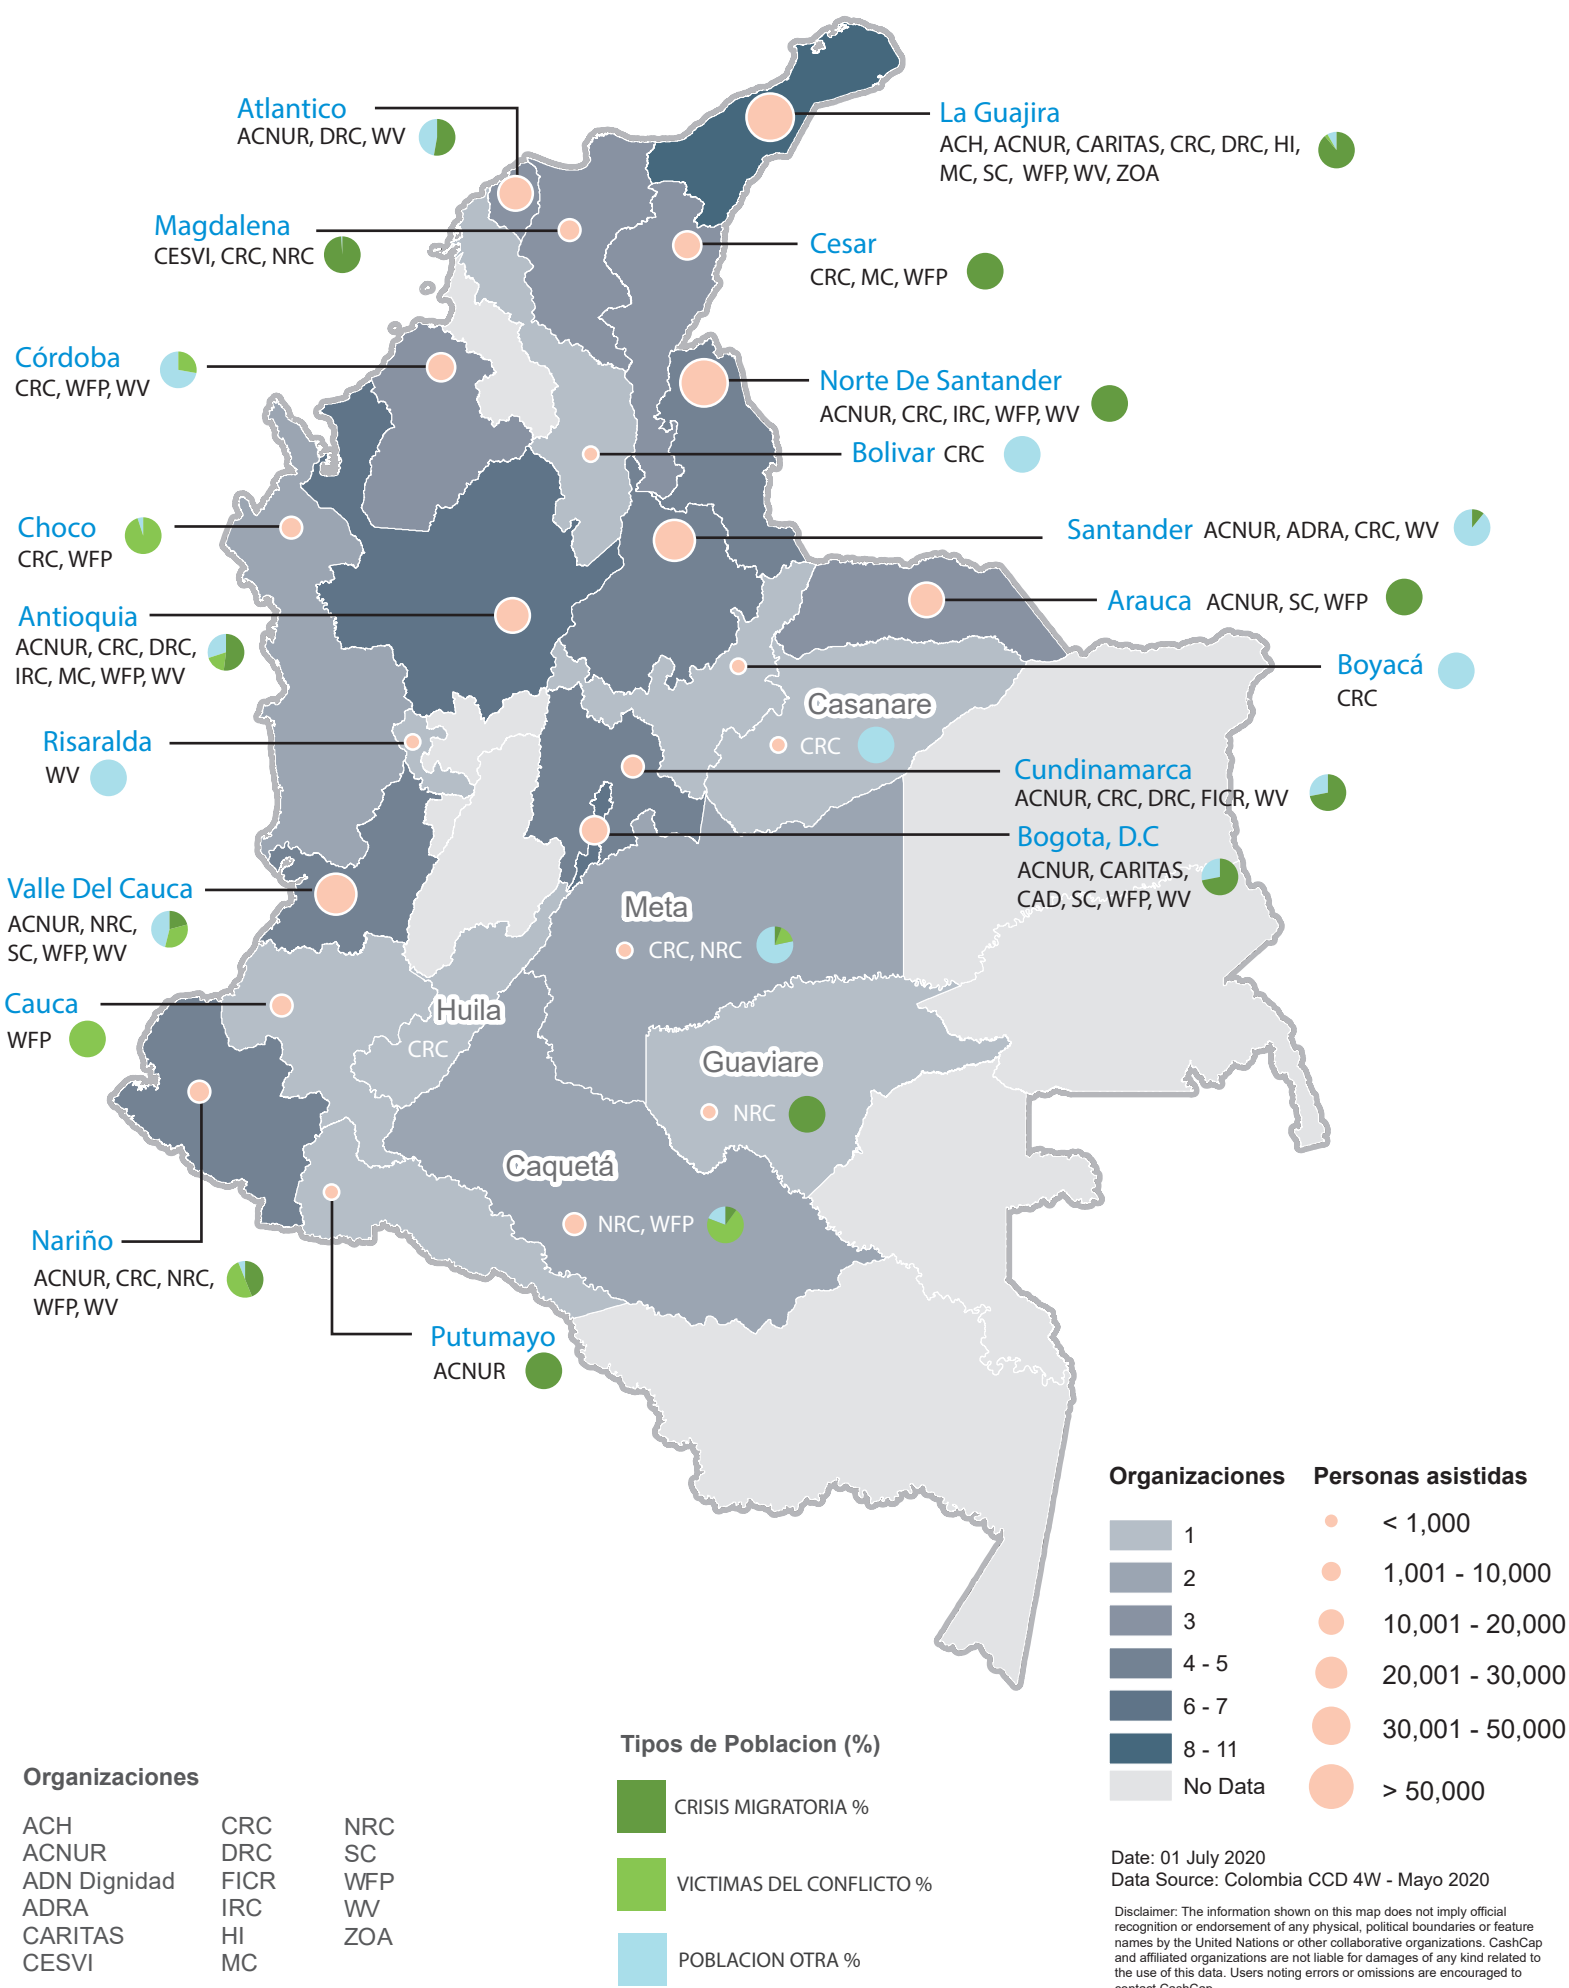 Atlantico
ACNUR, DRC, WV
La Guajira
ACH, ACNUR, CARITAS, CRC, DRC, HI,
MC, SC, WFP, WV, ZOA
Magdalena
CESVI, CRC, NRC
Cesar
CRC, MC, WFP
Córdoba
CRC, WFP, WV
Norte De Santander
ACNUR, CRC, IRC, WFP, WV
Bolivar CRC
Choco
CRC, WFP
Santander ACNUR, ADRA, CRC, WV
Antioquia
ACNUR, CRC, DRC,
IRC, MC, WFP, WV
Arauca ACNUR, SC, WFP
Boyacá
CRC
Casanare
CRC
Risaralda
WV
Cundinamarca
ACNUR, CRC, DRC, FICR, WV
Bogota, D.C
ACNUR, CARITAS,
CAD, SC, WFP, WV
Valle Del Cauca
ACNUR, NRC,
SC, WFP, WV
Meta
CRC, NRC
Cauca
WFP
Huila
CRC
Guaviare
NRC
Caquetá
NRC, WFP
Nariño
ACNUR, CRC, NRC,
WFP, WV
Putumayo
ACNUR
Organizaciones
1
2
3
4 - 5
6 - 7
8 - 11
No Data
Personas asistidas
< 1,000
1,001 - 10,000
10,001 - 20,000
20,001 - 30,000
30,001 - 50,000
> 50,000
Organizaciones
ACH
ACNUR
ADN Dignidad
ADRA
CARITAS
CESVI
CRC
DRC
FICR
IRC
HI
MC
NRC
SC
WFP
WV
ZOA
Tipos de Poblacion (%)
CRISIS MIGRATORIA %
VICTIMAS DEL CONFLICTO %
POBLACION OTRA %
Date: 01 July 2020
Data Source: Colombia CCD 4W - Mayo 2020
Disclaimer: The information shown on this map does not imply official
recognition or endorsement of any physical, political boundaries or feature
names by the United Nations or other collaborative organizations. CashCap
and affiliated organizations are not liable for damages of any kind related to
the use of this data. Users noting errors or omissions are encouraged to
contact CashCap